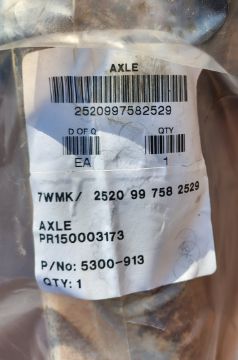 AXLE
2520997582529
D OF Q
QTY
EA
1
7WMK/ 2520 99 758 2529
AXLE
PR150003173
P/No: 5300-913
QTY: 1